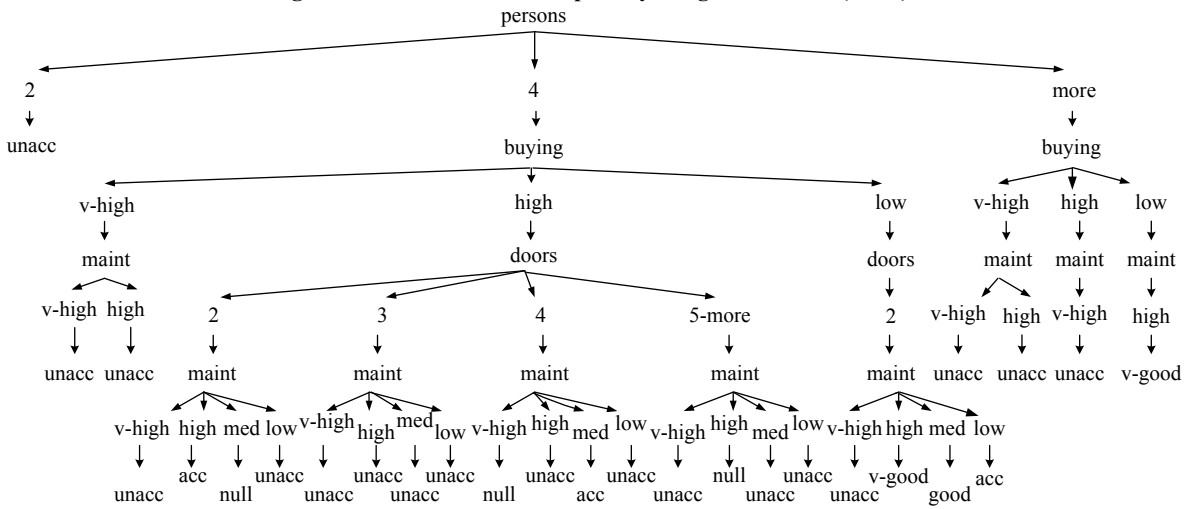 persons
2 4 more
unacc buying buying
v-high high low v-high high low
maint doors doors maint maint maint
v-high high 2 3 4 5-more 2 v-high high v-high high
unacc unacc maint maint maint maint maint unacc unacc unacc v-good
v-high high med low v-high high med low v-high high med low v-high high med low v-high high med low
unacc acc null unacc unacc unacc unacc unacc null unacc acc unacc unacc null unacc unacc unacc v-good good acc